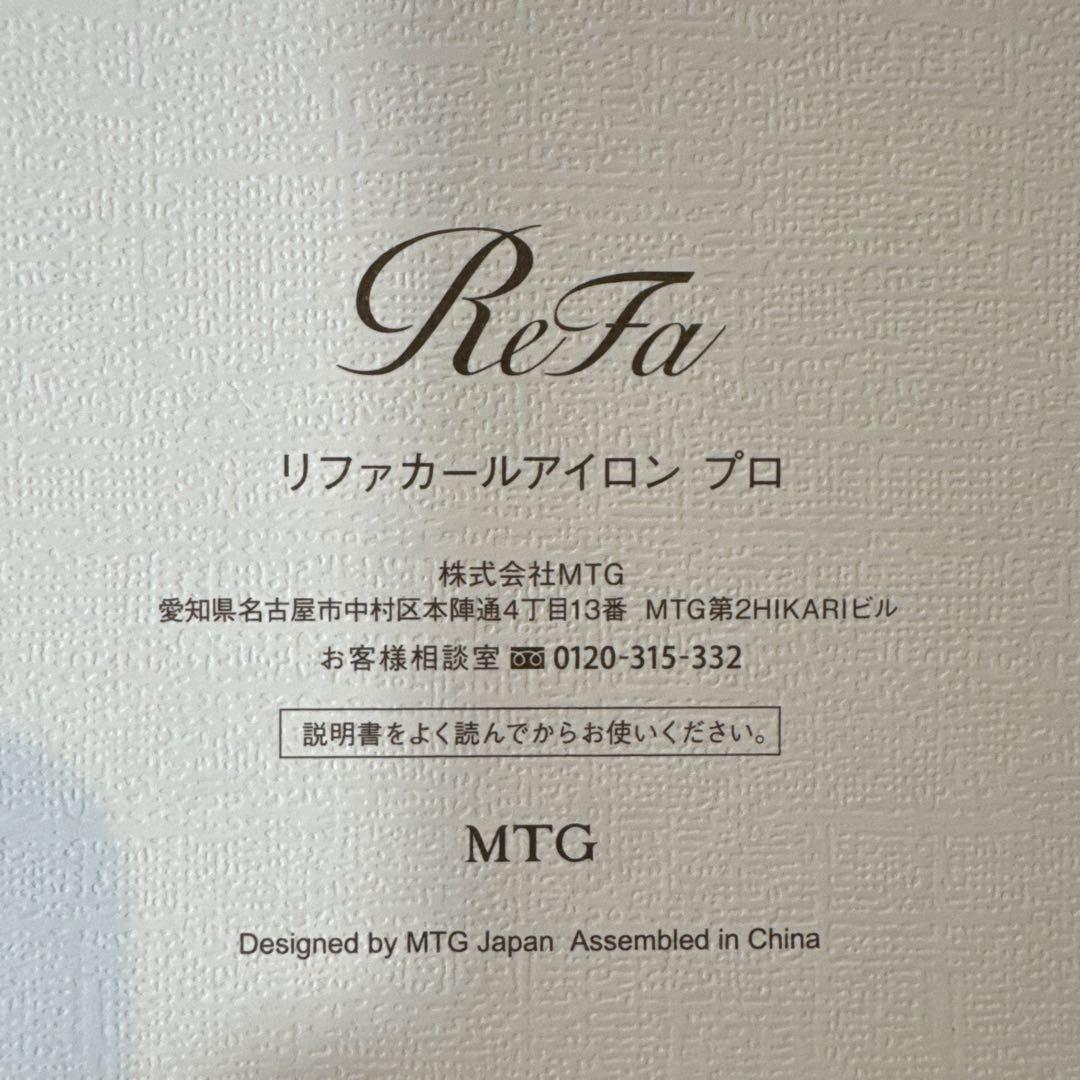 ReFa
リファカールアイロン プロ
株式会社MTG
愛知県名古屋市中村区本陣通4丁目13番 MTG第2HIKARIビル
お客様相談室 0120-315-332
説明書をよく読んでからお使いください。
MTG
Designed by MTG Japan Assembled in China